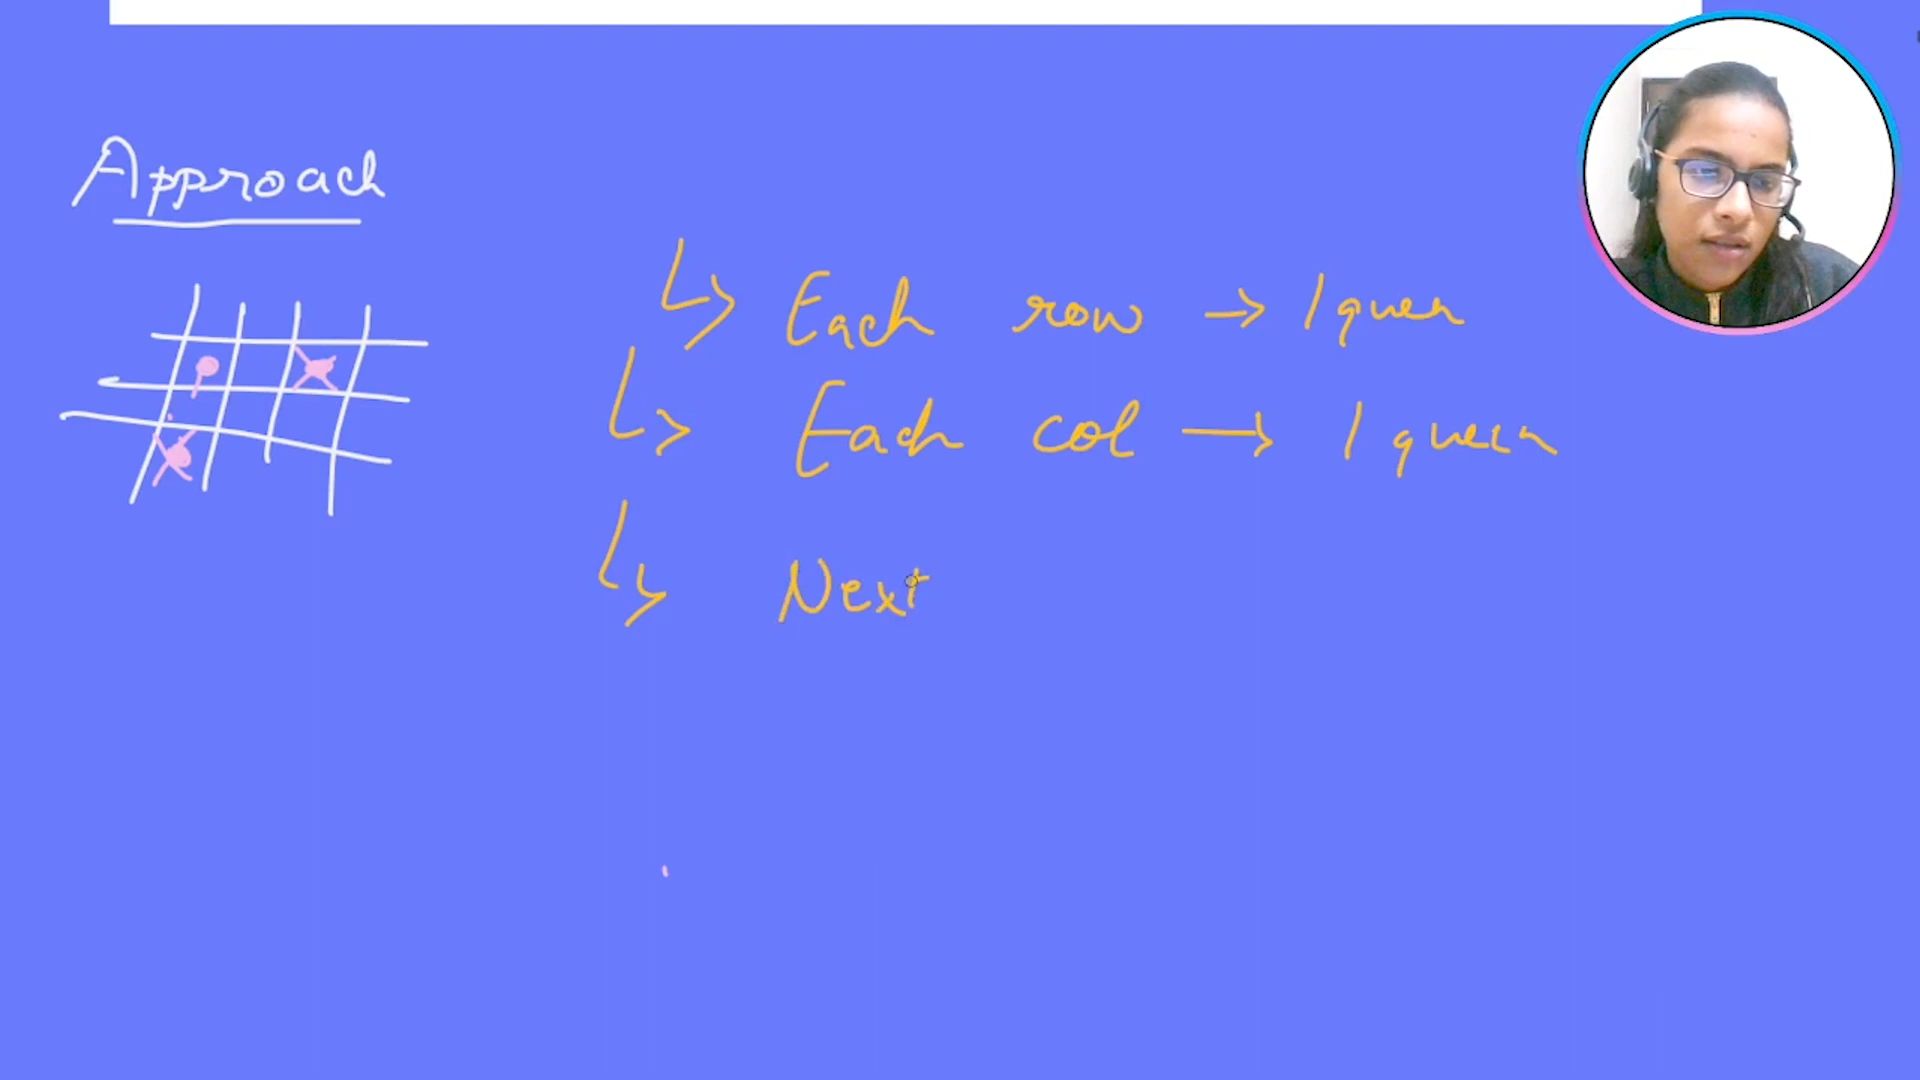 Approach
Each row → 1 queen
Each col → 1 queen
Next